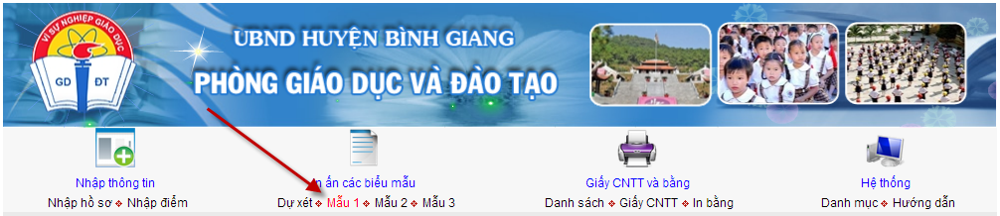 VÌ SỰ NGHIỆP GIÁO DỤC
GD ĐT
UBND HUYỆN BÌNH GIANG
PHÒNG GIÁO DỤC VÀ ĐÀO TẠO
Nhập thông tin
Nhập hồ sơ ❖ Nhập điểm
In ấn các biểu mẫu
Dự xét ❖ Mẫu 1 ❖ Mẫu 2 ❖ Mẫu 3
Giấy CNTT và bằng
Danh sách ❖ Giấy CNTT ❖ In bằng
Hệ thống
Danh mục ❖ Hướng dẫn